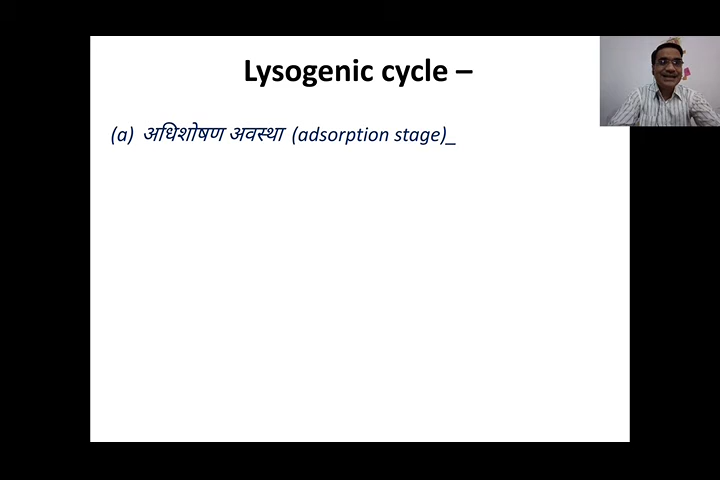 Lysogenic cycle –
(a) अधिशोषण अवस्था (adsorption stage)_